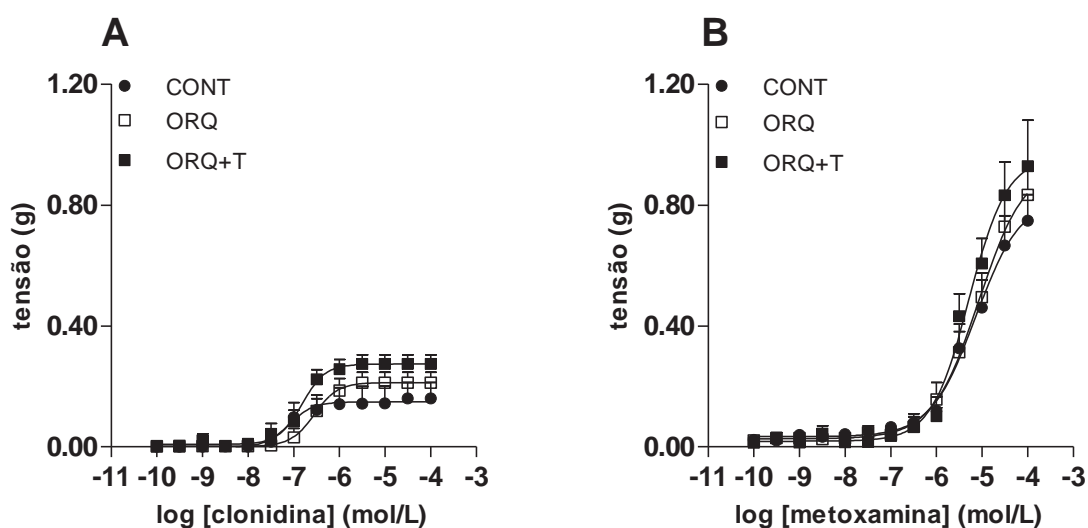 A
1.20
CONT
ORQ
ORQ+T
0.80
0.40
0.00
tensão (g)
-11 -10 -9 -8 -7 -6 -5 -4 -3
log [clonidina] (mol/L)
B
1.20
CONT
ORQ
ORQ+T
0.80
0.40
0.00
tensão (g)
-11 -10 -9 -8 -7 -6 -5 -4 -3
log [metoxamina] (mol/L)